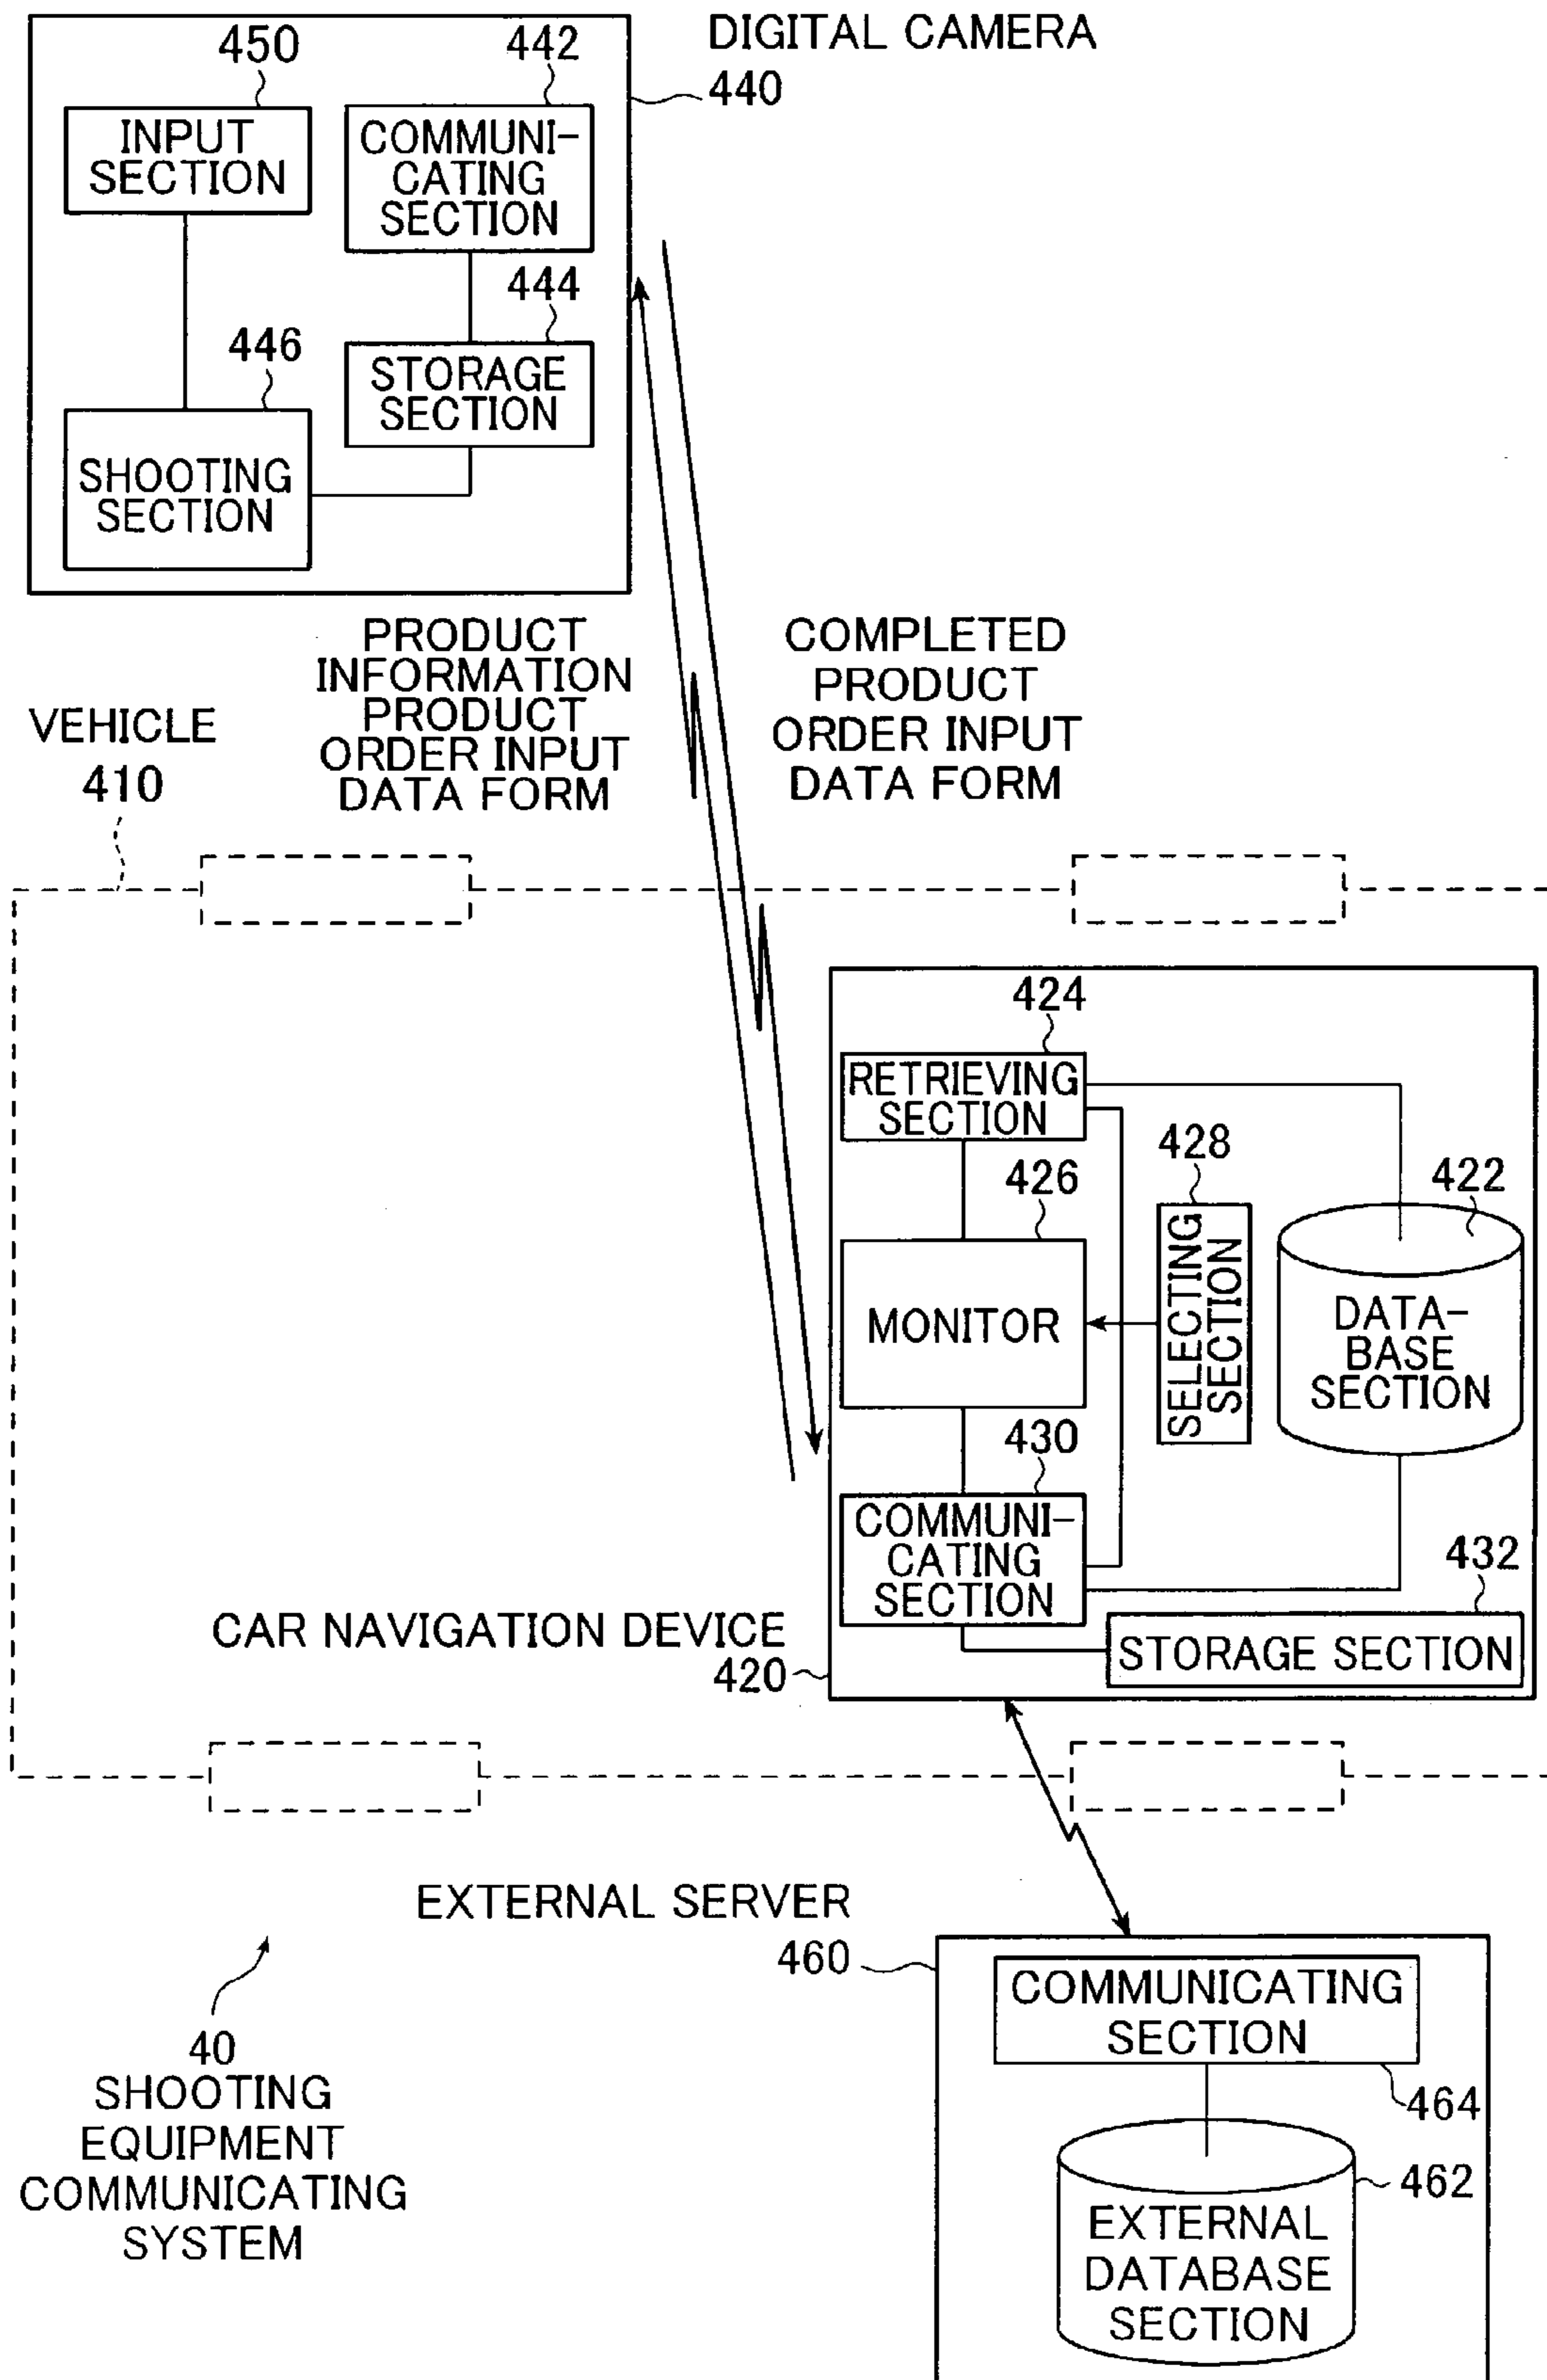 DIGITAL CAMERA
440
450
442
INPUT
SECTION
COMMUNI-
CATING
SECTION
444
446
STORAGE
SECTION
SHOOTING
SECTION
PRODUCT
INFORMATION
PRODUCT
ORDER INPUT
DATA FORM
COMPLETED
PRODUCT
ORDER INPUT
DATA FORM
VEHICLE
410
424
RETRIEVING
SECTION
426
428
422
MONITOR
SELECTING
SECTION
DATA-
BASE
SECTION
430
COMMUNI-
CATING
SECTION
432
STORAGE SECTION
CAR NAVIGATION DEVICE
420
EXTERNAL SERVER
460
COMMUNICATING
SECTION
464
462
EXTERNAL
DATABASE
SECTION
40
SHOOTING
EQUIPMENT
COMMUNICATING
SYSTEM